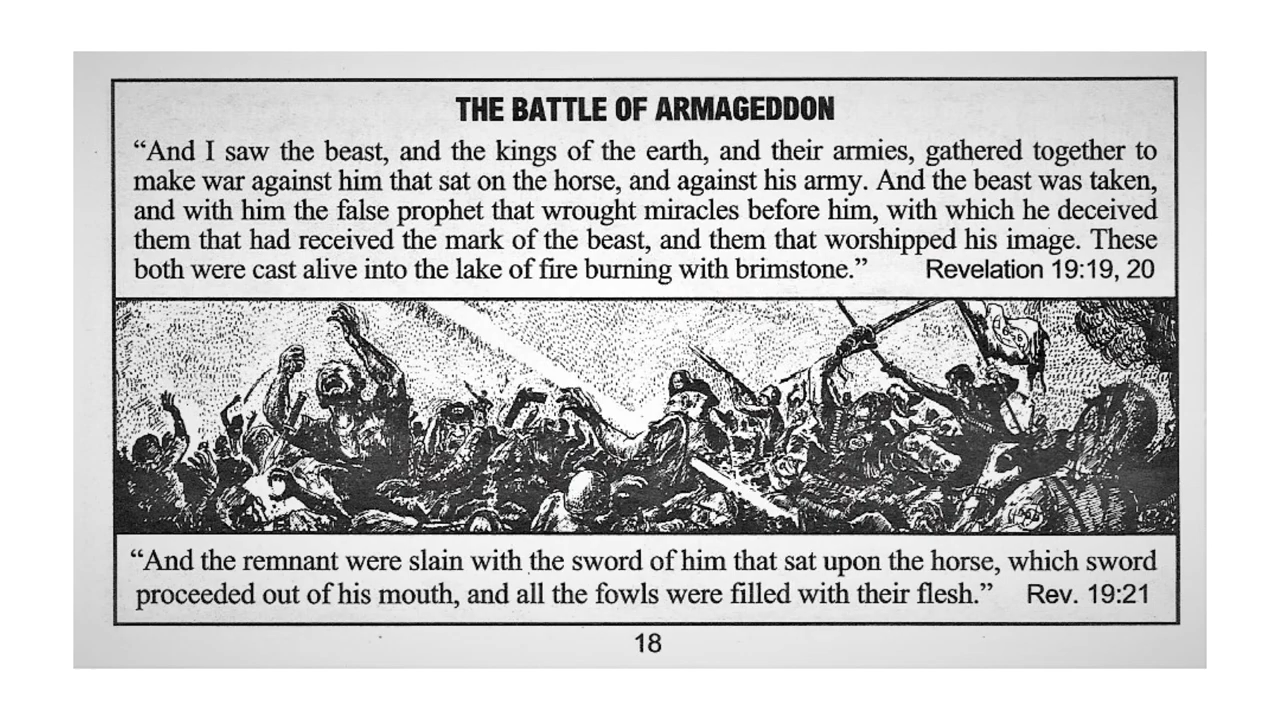 THE BATTLE OF ARMAGEDDON
“And I saw the beast, and the kings of the earth, and their armies, gathered together to
make war against him that sat on the horse, and against his army. And the beast was taken,
and with him the false prophet that wrought miracles before him, with which he deceived
them that had received the mark of the beast, and them that worshipped his image. These
both were cast alive into the lake of fire burning with brimstone.” Revelation 19:19, 20
“And the remnant were slain with the sword of him that sat upon the horse, which sword
proceeded out of his mouth, and all the fowls were filled with their flesh.” Rev. 19:21
18